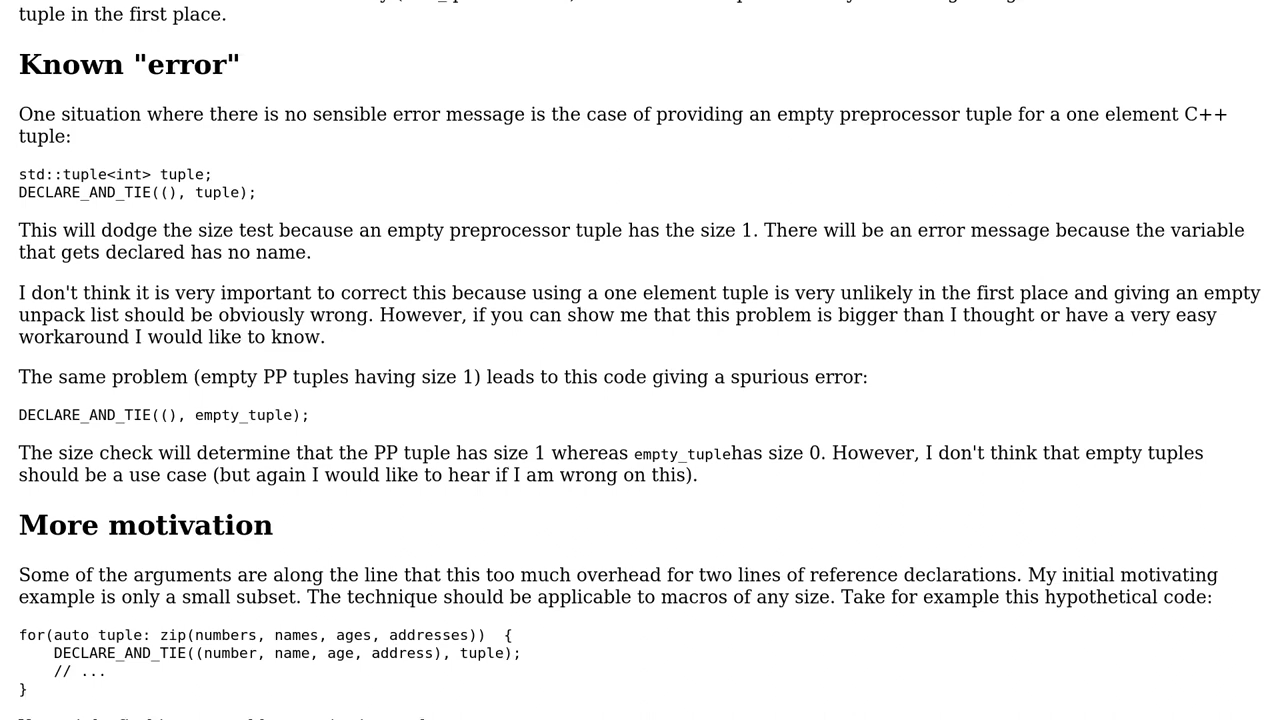 tuple in the first place.
Known "error"
One situation where there is no sensible error message is the case of providing an empty preprocessor tuple for a one element C++
tuple:
std::tuple<int> tuple;
DECLARE_AND_TIE((), tuple);
This will dodge the size test because an empty preprocessor tuple has the size 1. There will be an error message because the variable
that gets declared has no name.
I don't think it is very important to correct this because using a one element tuple is very unlikely in the first place and giving an empty
unpack list should be obviously wrong. However, if you can show me that this problem is bigger than I thought or have a very easy
workaround I would like to know.
The same problem (empty PP tuples having size 1) leads to this code giving a spurious error:
DECLARE_AND_TIE((), empty_tuple);
The size check will determine that the PP tuple has size 1 whereas empty_tuplehas size 0. However, I don't think that empty tuples
should be a use case (but again I would like to hear if I am wrong on this).
More motivation
Some of the arguments are along the line that this too much overhead for two lines of reference declarations. My initial motivating
example is only a small subset. The technique should be applicable to macros of any size. Take for example this hypothetical code:
for(auto tuple: zip(numbers, names, ages, addresses))  {
    DECLARE_AND_TIE((number, name, age, address), tuple);
    // ...
}